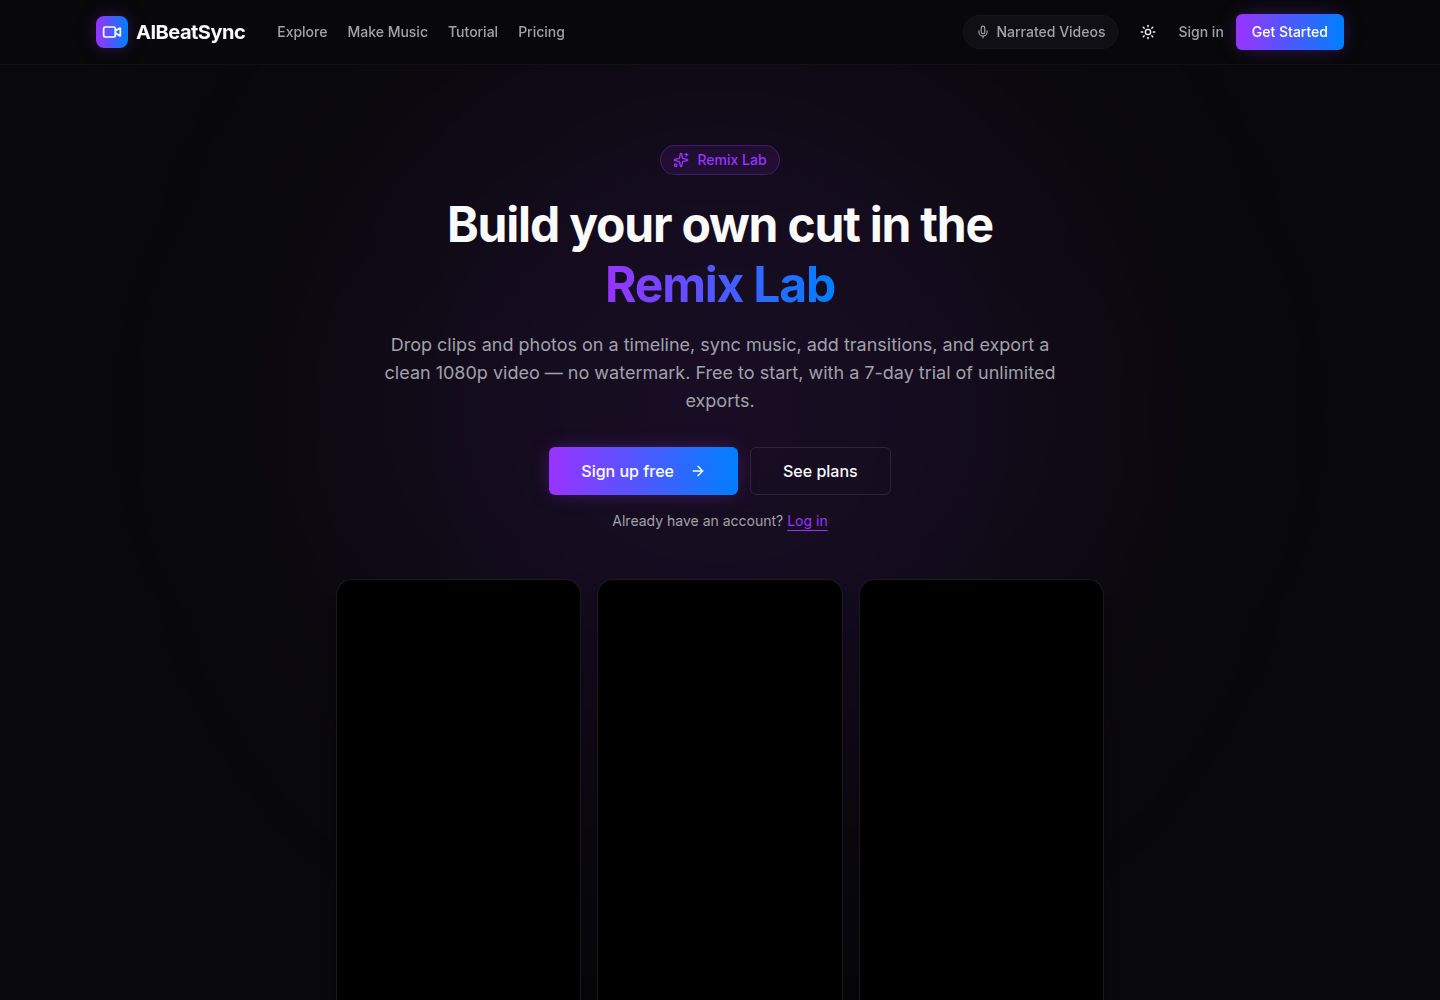 AIBeatSync
Explore
Make Music
Tutorial
Pricing
Narrated Videos
Sign in
Get Started
Remix Lab
Build your own cut in the
Remix Lab
Drop clips and photos on a timeline, sync music, add transitions, and export a
clean 1080p video — no watermark. Free to start, with a 7-day trial of unlimited
exports.
Sign up free
See plans
Already have an account? Log in